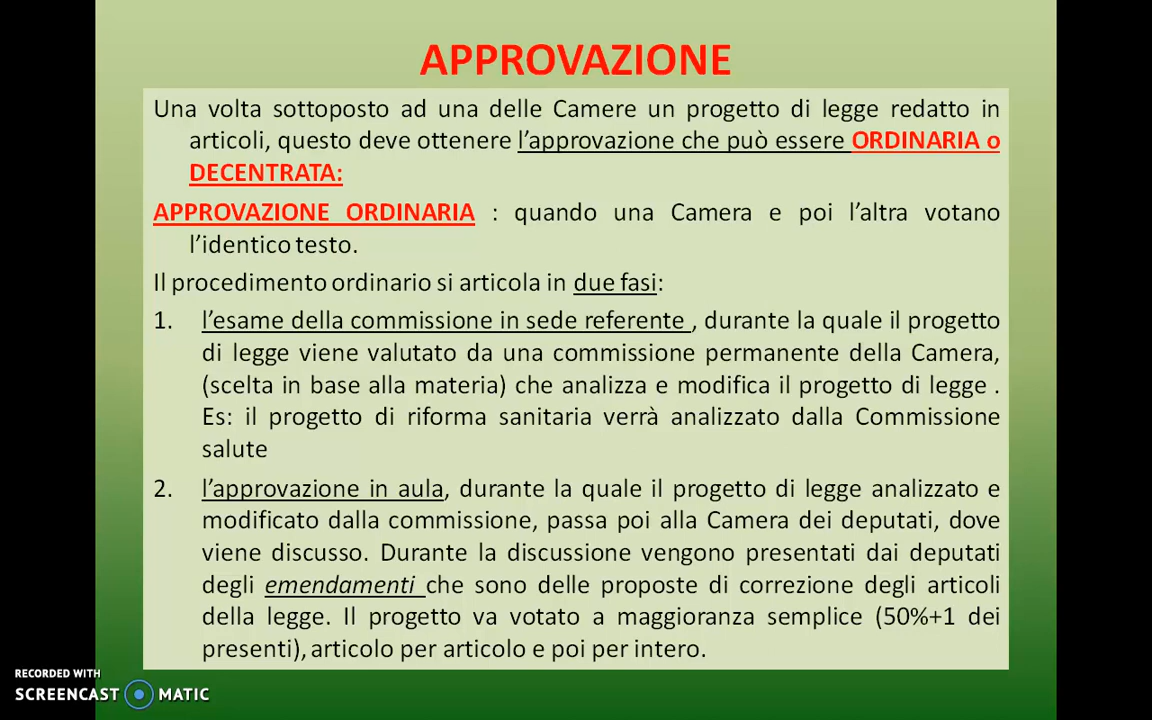 APPROVAZIONE
Una volta sottoposto ad una delle Camere un progetto di legge redatto in
articoli, questo deve ottenere l'approvazione che può essere ORDINARIA o
DECENTRATA:
APPROVAZIONE ORDINARIA : quando una Camera e poi l'altra votano
l'identico testo.
Il procedimento ordinario si articola in due fasi:
1. l'esame della commissione in sede referente , durante la quale il progetto
di legge viene valutato da una commissione permanente della Camera,
(scelta in base alla materia) che analizza e modifica il progetto di legge .
Es: il progetto di riforma sanitaria verrà analizzato dalla Commissione
salute
2. l'approvazione in aula, durante la quale il progetto di legge analizzato e
modificato dalla commissione, passa poi alla Camera dei deputati, dove
viene discusso. Durante la discussione vengono presentati dai deputati
degli emendamenti che sono delle proposte di correzione degli articoli
della legge. Il progetto va votato a maggioranza semplice (50%+1 dei
presenti), articolo per articolo e poi per intero.
RECORDED WITH
SCREENCAST MATIC